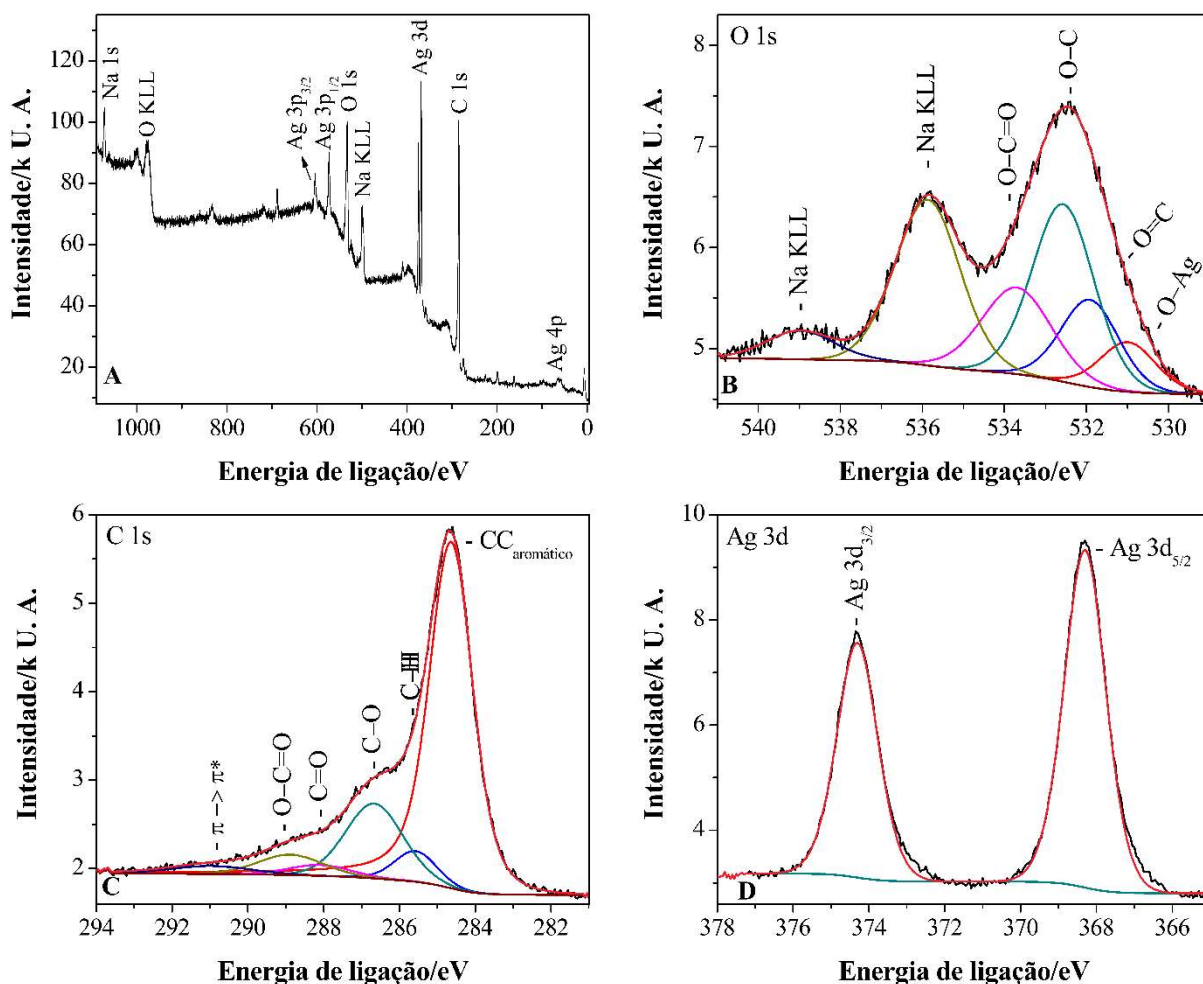 Intensidade/k U. A.
120
100
80
60
40
20
Na 1s
O KLL
Ag 3p3/2
Ag 3p1/2
O 1s
Na KLL
Ag 3d
C 1s
Ag 4p
A
1000 800 600 400 200 0
Energia de ligação/eV
O 1s
Intensidade/k U. A.
8
7
6
5
Na KLL
Na KLL
O–C=O
O–C
O=C
O–Ag
B
540 538 536 534 532 530
Energia de ligação/eV
C 1s
Intensidade/k U. A.
6
5
4
3
2
π –> π*
O–C=O
C=O
C–O
- CCaromático
C
294 292 290 288 286 284 282
Energia de ligação/eV
Ag 3d
Intensidade/k U. A.
10
8
6
4
Ag 3d3/2
- Ag 3d5/2
D
378 376 374 372 370 368 366
Energia de ligação/eV